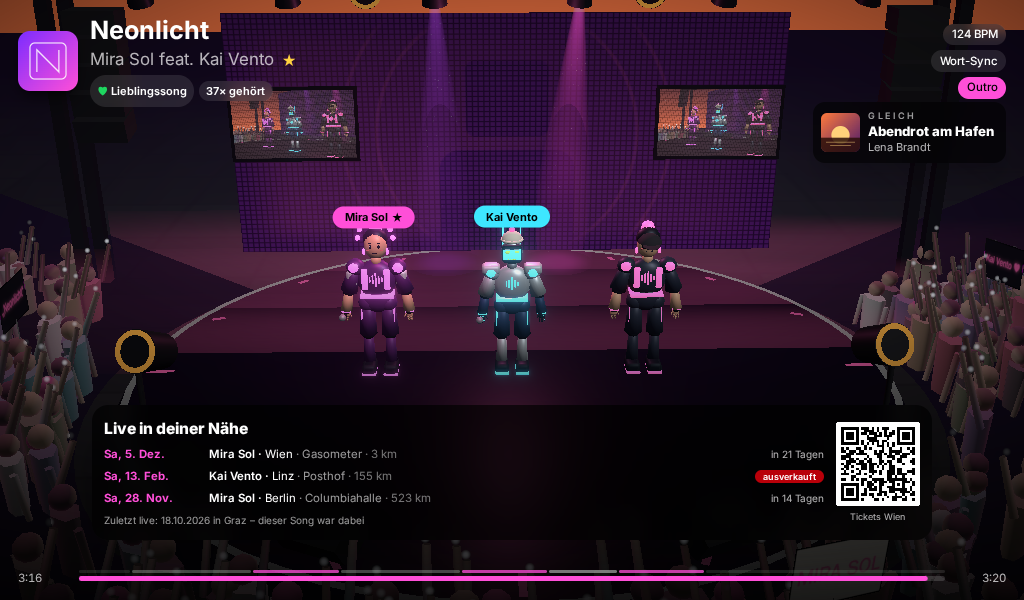 Neonlicht
Mira Sol feat. Kai Vento ★
Lieblingssong
37× gehört
124 BPM
Wort-Sync
Outro
GLEICH
Abendrot am Hafen
Lena Brandt
Mira Sol ★
Kai Vento
Live in deiner Nähe
Sa, 5. Dez. Mira Sol · Wien · Gasometer · 3 km in 21 Tagen
Sa, 13. Feb. Kai Vento · Linz · Posthof · 155 km ausverkauft
Sa, 28. Nov. Mira Sol · Berlin · Columbiahalle · 523 km in 14 Tagen
Zuletzt live: 18.10.2026 in Graz – dieser Song war dabei
Tickets Wien
MIRA SOL
3:16
3:20